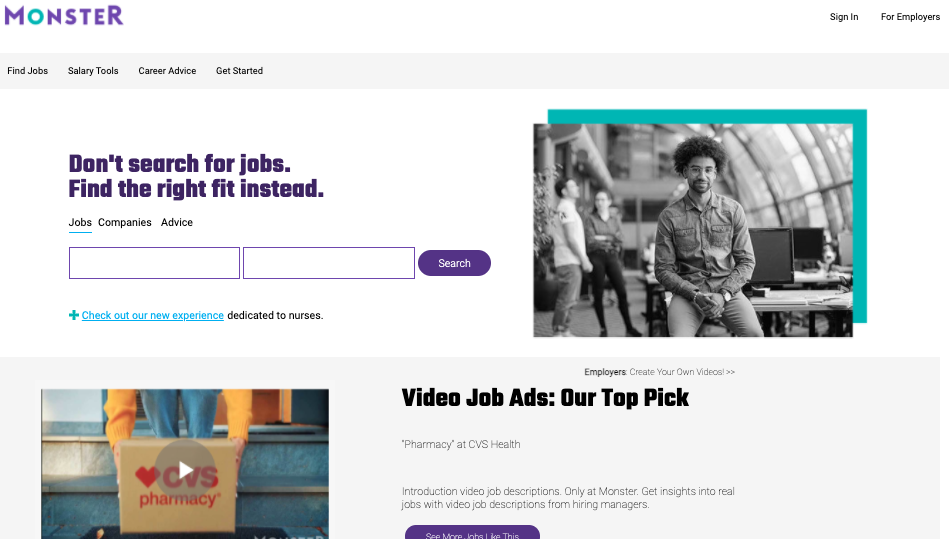 MONSTER
Sign In
For Employers
Find Jobs
Salary Tools
Career Advice
Get Started
Don't search for jobs.
Find the right fit instead.
Jobs
Companies
Advice
Search
Check out our new experience dedicated to nurses.
Employers: Create Your Own Videos! >>
Video Job Ads: Our Top Pick
"Pharmacy" at CVS Health
CVS
pharmacy
Introduction video job descriptions. Only at Monster. Get insights into real
jobs with video job descriptions from hiring managers.
See More Jobs Like This
MONSTER